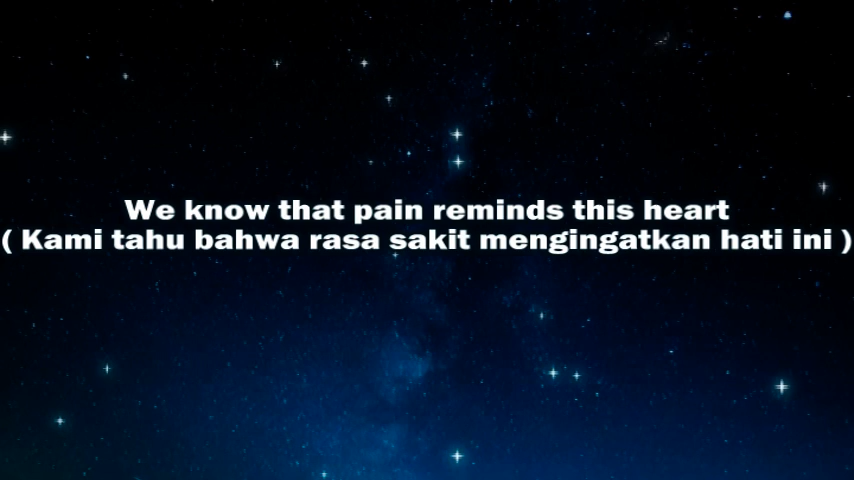 We know that pain reminds this heart
( Kami tahu bahwa rasa sakit mengingatkan hati ini )